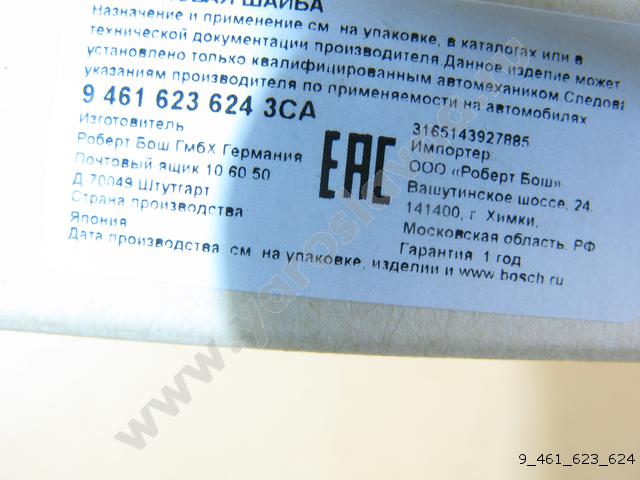 ШАЙБА
Назначение и применение см. на упаковке, в каталогах или в
технической документации производителя.Данное изделие может
установлено только квалифицированным автомехаником.Следова
указаниям производителя по применяемости на автомобилях
9 461 623 624 3CA
Изготовитель
Роберт Бош ГмбХ Германия
Почтовый ящик 10 60 50
Д-70049 Штутгарт
Страна производства:
Япония
Дата производства см. на упаковке, изделии и www.bosch.ru
EAC
3165143927885
Импортер
ООО «Роберт Бош»
Вашутинское шоссе, 24,
141400, г. Химки,
Московская область, РФ
Гарантия: 1 год
9_461_623_624